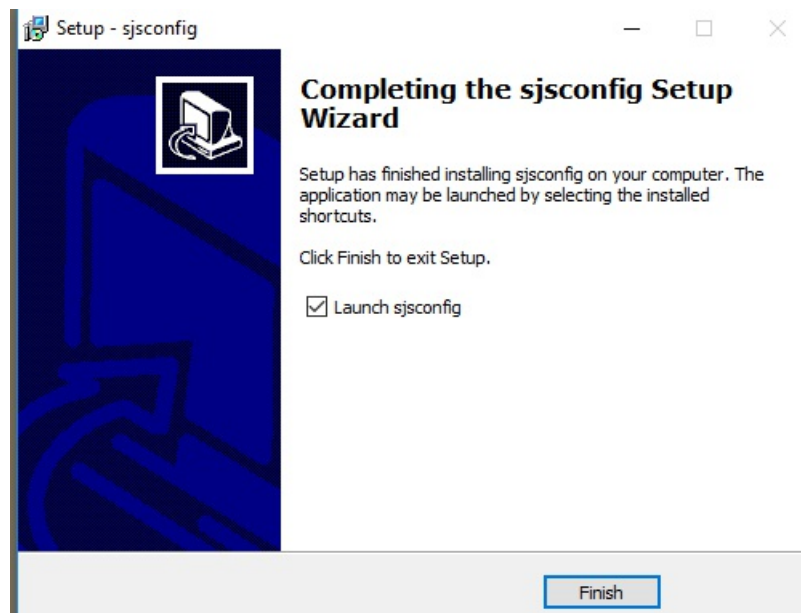 Setup - sjsconfig
Completing the sjsconfig Setup
Wizard
Setup has finished installing sjsconfig on your computer. The
application may be launched by selecting the installed
shortcuts.
Click Finish to exit Setup.
Launch sjsconfig
Finish